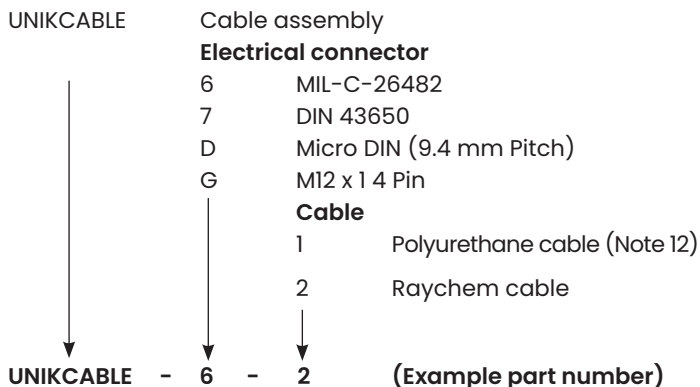 UNIKCABLE Cable assembly
Electrical connector
6 MIL-C-26482
7 DIN 43650
D Micro DIN (9.4 mm Pitch)
G M12 x 1 4 Pin
Cable
1 Polyurethane cable (Note 12)
2 Raychem cable
UNIKCABLE - 6 - 2 (Example part number)